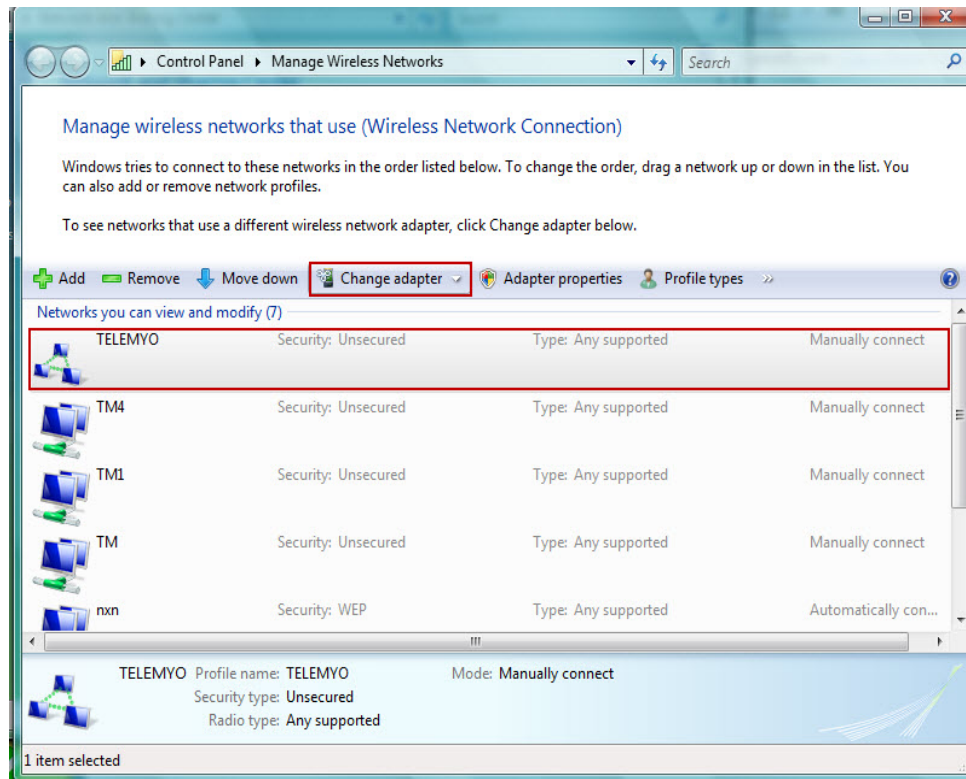 Control Panel ▸ Manage Wireless Networks
Search
Manage wireless networks that use (Wireless Network Connection)
Windows tries to connect to these networks in the order listed below. To change the order, drag a network up or down in the list. You
can also add or remove network profiles.
To see networks that use a different wireless network adapter, click Change adapter below.
Add Remove Move down Change adapter Adapter properties Profile types »
Networks you can view and modify (7)
TELEMYO Security: Unsecured Type: Any supported Manually connect
TM4 Security: Unsecured Type: Any supported Manually connect
TM1 Security: Unsecured Type: Any supported Manually connect
TM Security: Unsecured Type: Any supported Manually connect
nxn Security: WEP Type: Any supported Automatically con...
TELEMYO Profile name: TELEMYO Mode: Manually connect
Security type: Unsecured
Radio type: Any supported
1 item selected